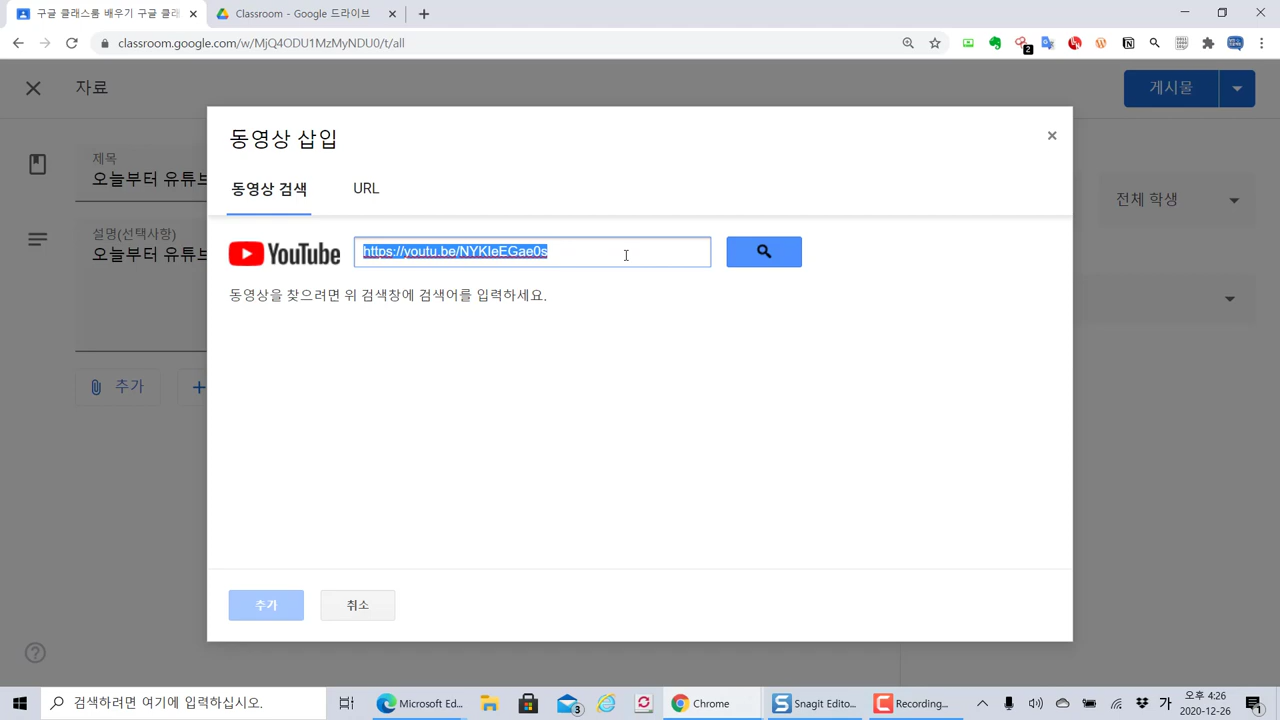 구글 클래스룸 배우기 구글 클래
Classroom - Google 드라이브
classroom.google.com/w/MjQ4ODU1MzMyNDU0/t/all
2
자료
게시물
제목
오늘부터 유튜브
설명(선택사항)
오늘부터 유튜브
전체 학생
추가
동영상 삽입
동영상 검색
URL
YouTube
https://youtu.be/NYKIeEGae0s
동영상을 찾으려면 위 검색창에 검색어를 입력하세요.
추가
취소
검색하려면 여기에 입력하십시오.
Microsoft Ed...
3
Chrome
Snagit Edito...
Recording...
가
오후 4:26
2020-12-26
1